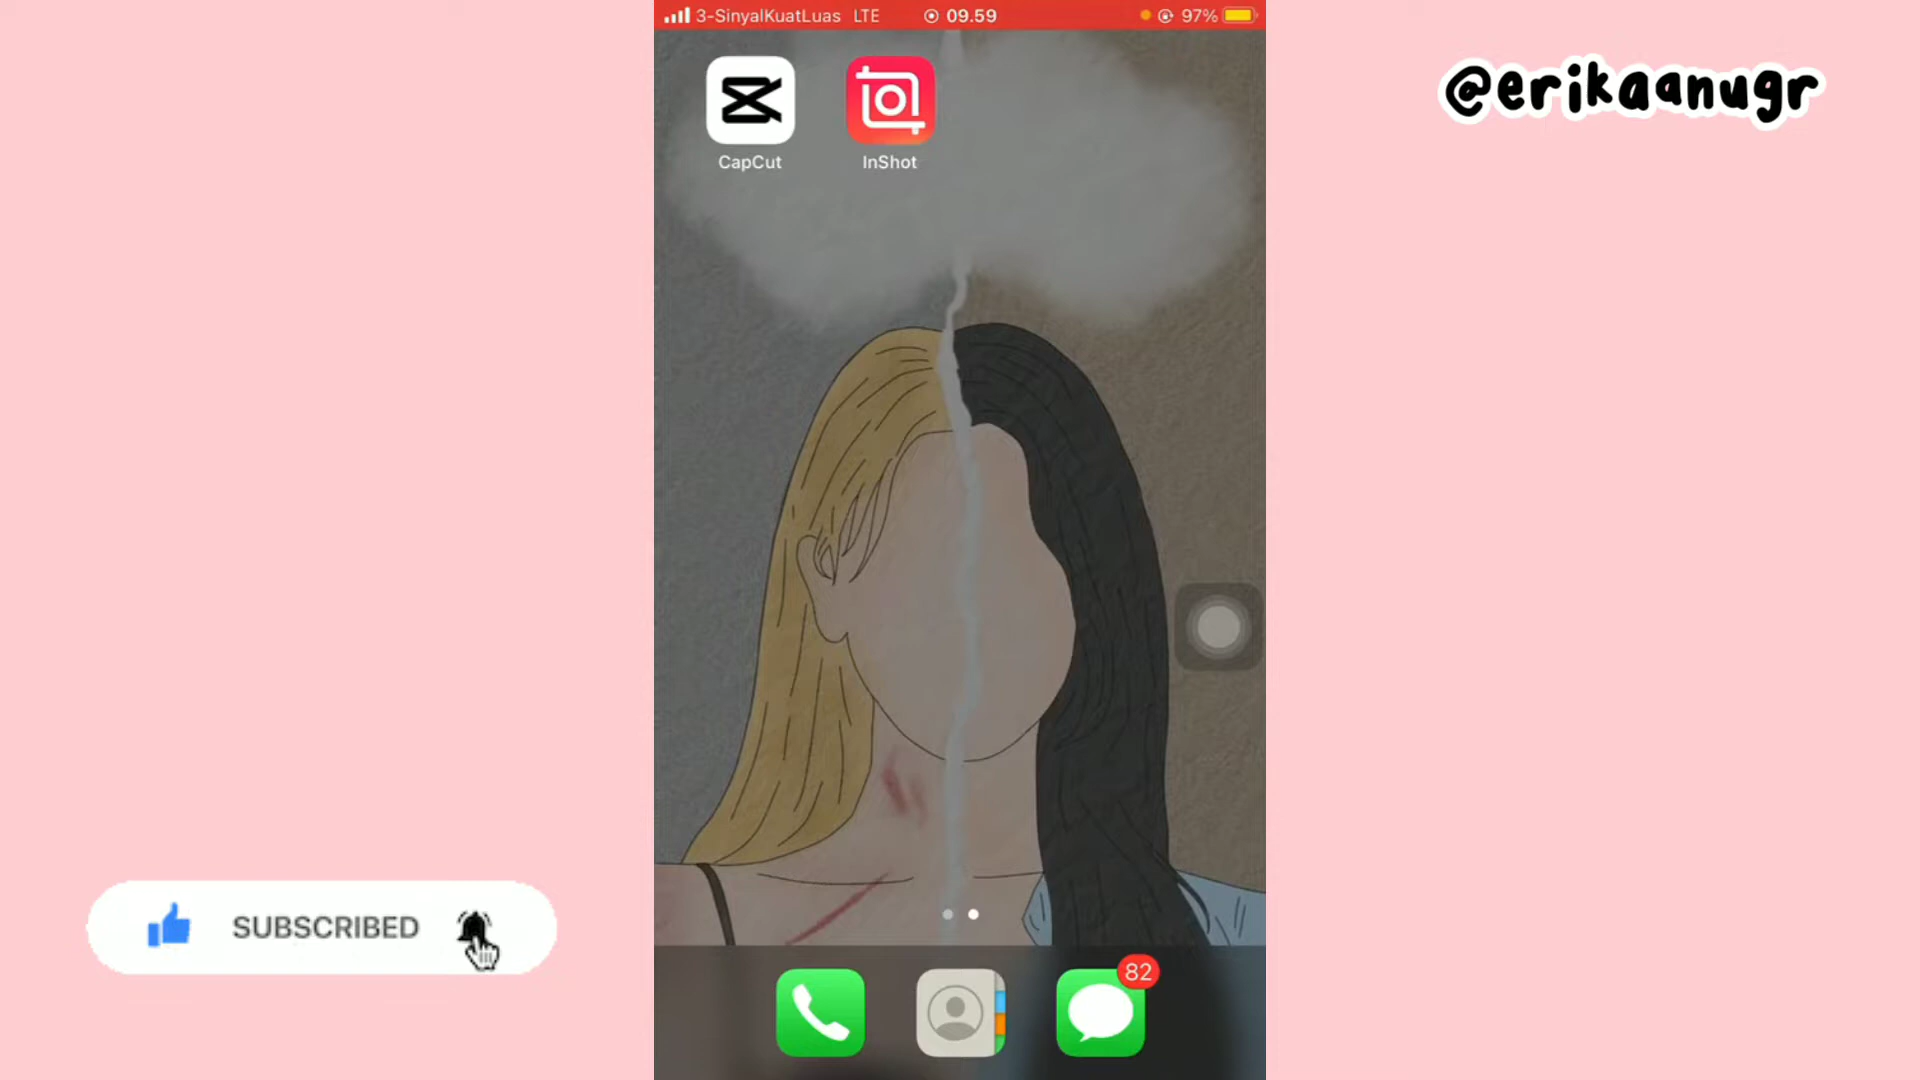 3-SinyalKuatLuas LTE 09.59 97%
@erikaanugr
CapCut InShot
SUBSCRIBED
82